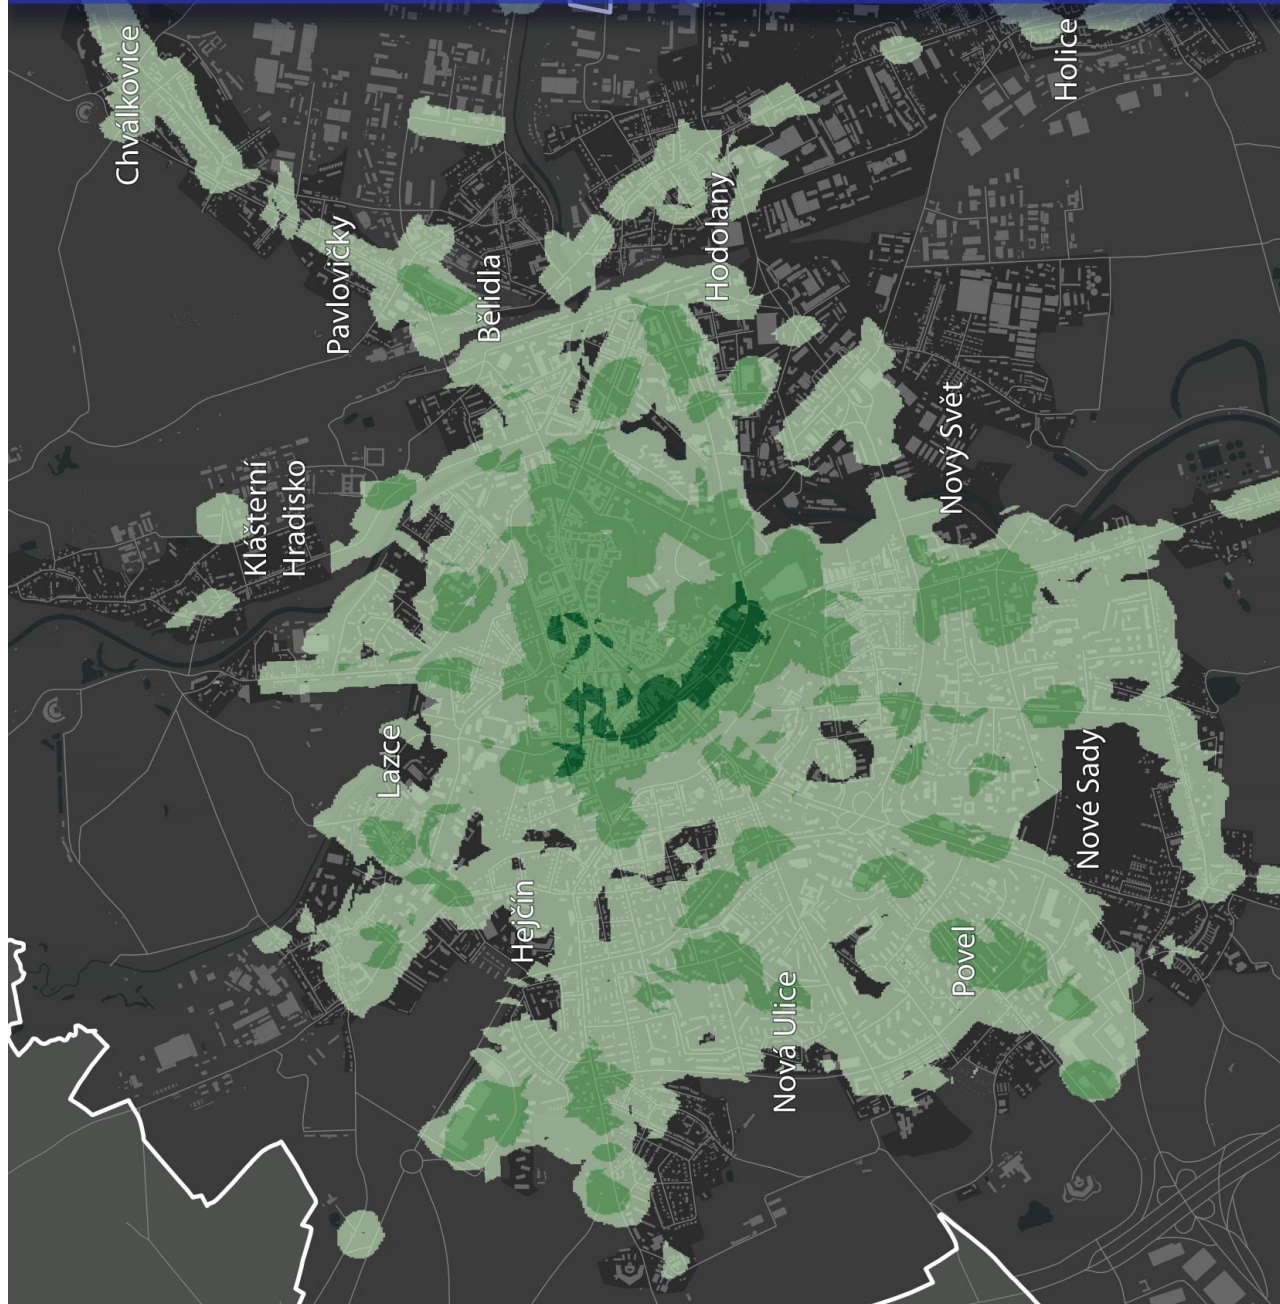 Chválkovice
Pavlovičky
Bělidla
Klášterní
Hradisko
Hodolany
Holice
Nový Svět
Lazce
Hejčín
Nová Ulice
Povel
Nové Sady